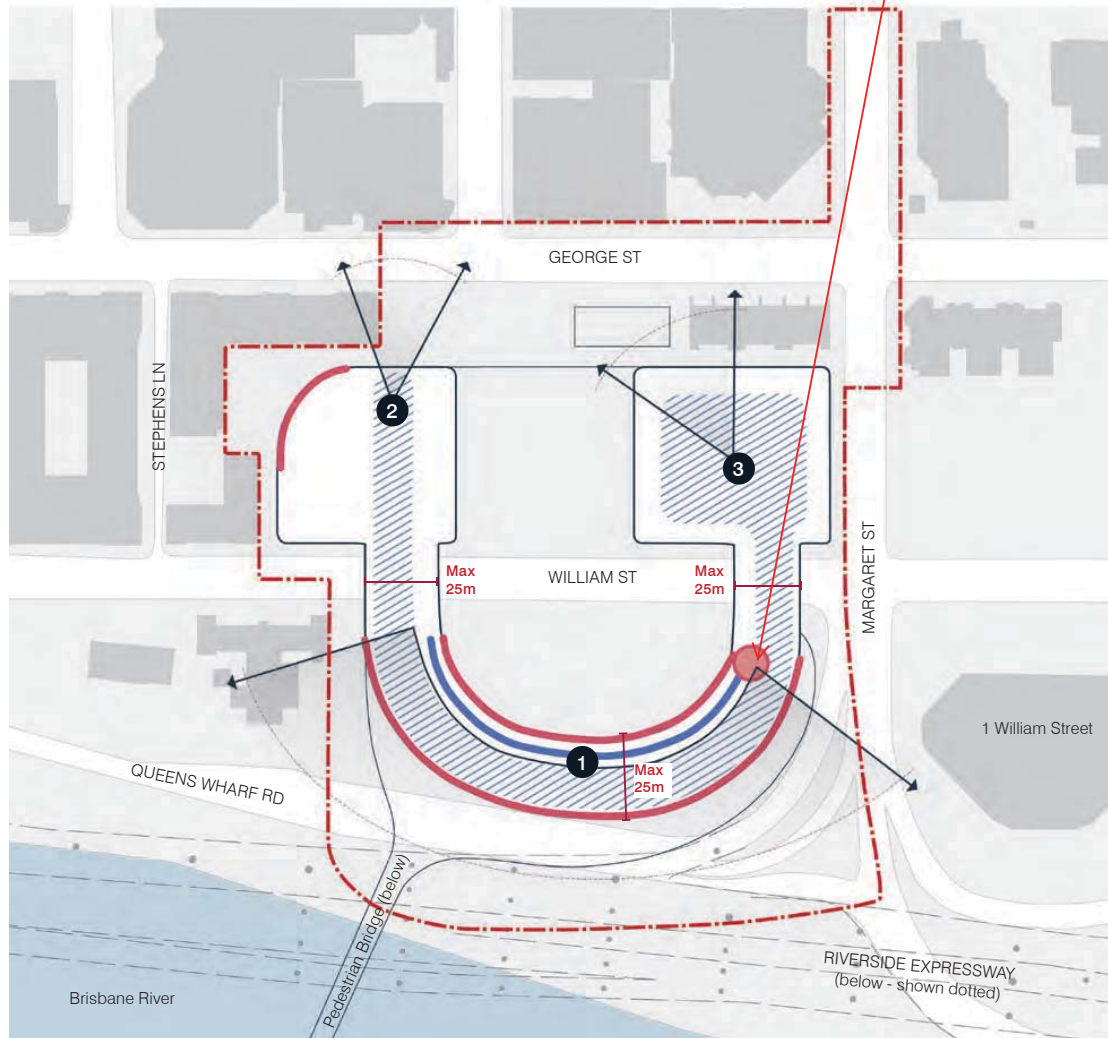 GEORGE ST
STEPHENS LN
2
3
Max
25m
WILLIAM ST
Max
25m
MARGARET ST
1
Max
25m
1 William Street
QUEENS WHARF RD
Pedestrian Bridge (below)
RIVERSIDE EXPRESSWAY
(below - shown dotted)
Brisbane River